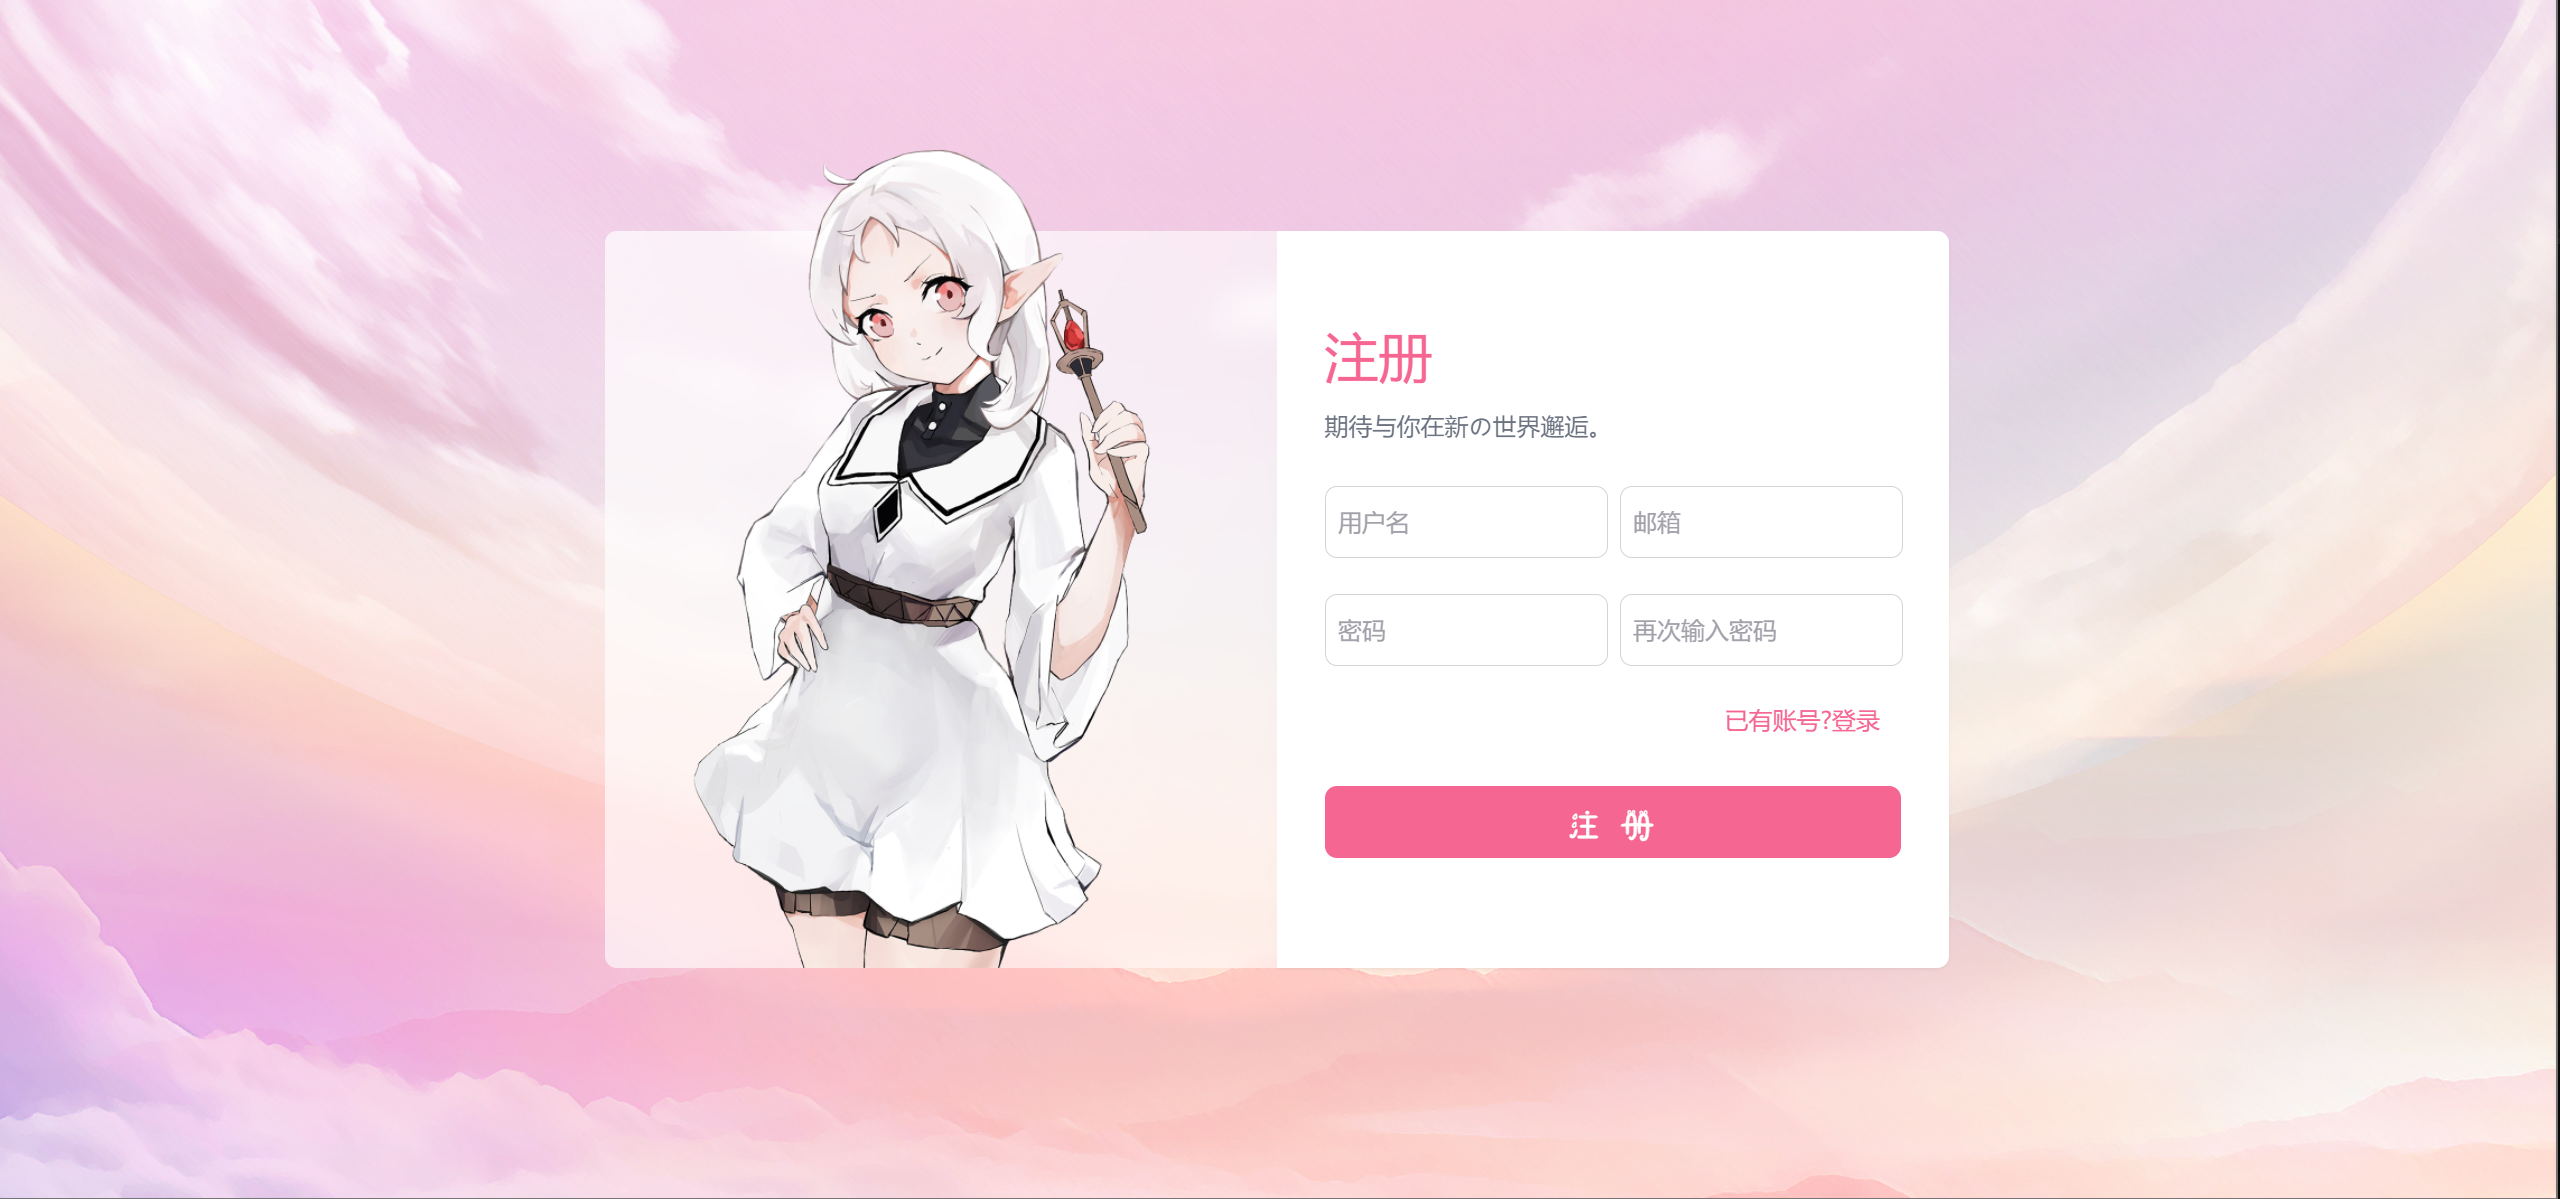 注册
期待与你在新の世界邂逅。
用户名
邮箱
密码
再次输入密码
已有账号?登录
注 册